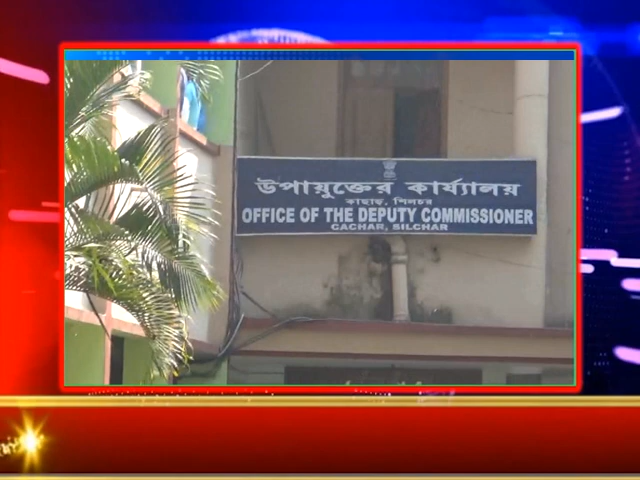 উপায়ুক্তের কার্য্যালয়
কাছাড়, শিলচর
OFFICE OF THE DEPUTY COMMISSIONER
CACHAR, SILCHAR